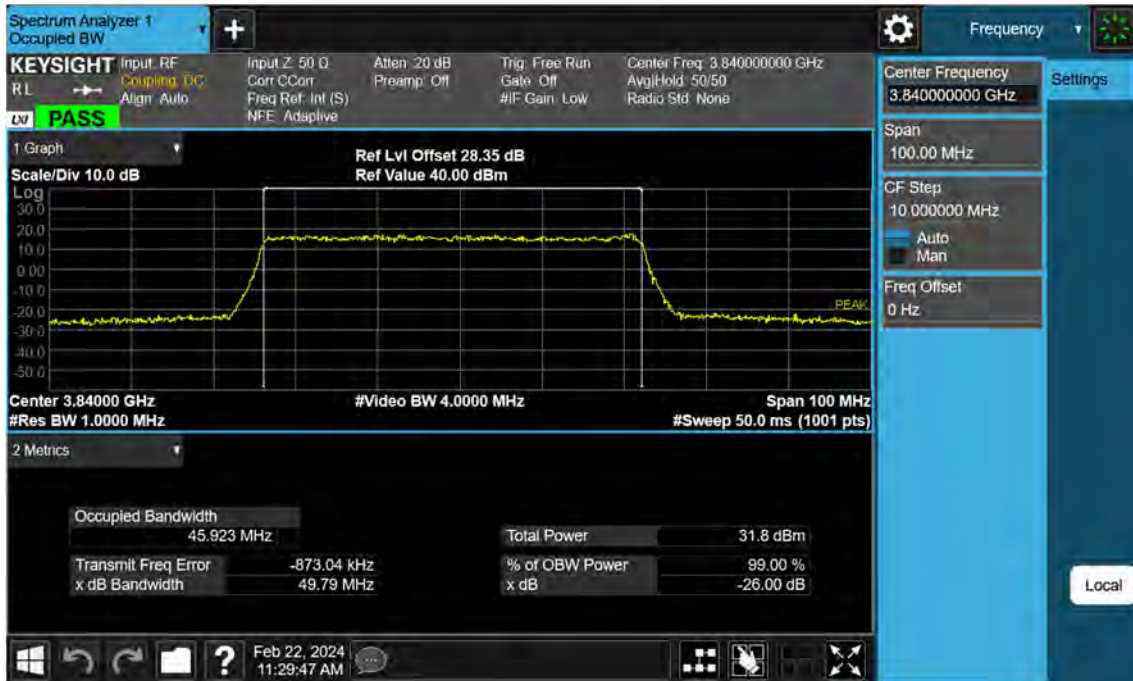 Spectrum Analyzer 1
Occupied BW
+
Frequency
KEYSIGHT
RL
LXI
PASS
Input: RF
Coupling: DC
Align: Auto
Input Z: 50 Ω
Corr CCorr
Freq Ref: Int (S)
NFE: Adaptive
Atten: 20 dB
Preamp: Off
Trig: Free Run
Gate: Off
#IF Gain: Low
Center Freq: 3.840000000 GHz
Avg|Hold: 50/50
Radio Std: None
Center Frequency
3.840000000 GHz
Settings
Span
100.00 MHz
CF Step
10.000000 MHz
Auto
Man
Freq Offset
0 Hz
1 Graph
Scale/Div 10.0 dB
Ref Lvl Offset 28.35 dB
Ref Value 40.00 dBm
Log
30.0
20.0
10.0
0.00
-10.0
-20.0
-30.0
-40.0
-50.0
PEAK
Center 3.84000 GHz
#Video BW 4.0000 MHz
Span 100 MHz
#Res BW 1.0000 MHz
#Sweep 50.0 ms (1001 pts)
2 Metrics
Occupied Bandwidth
45.923 MHz
Total Power 31.8 dBm
Transmit Freq Error -873.04 kHz
% of OBW Power 99.00 %
x dB Bandwidth 49.79 MHz
x dB -26.00 dB
Local
?
Feb 22, 2024
11:29:47 AM